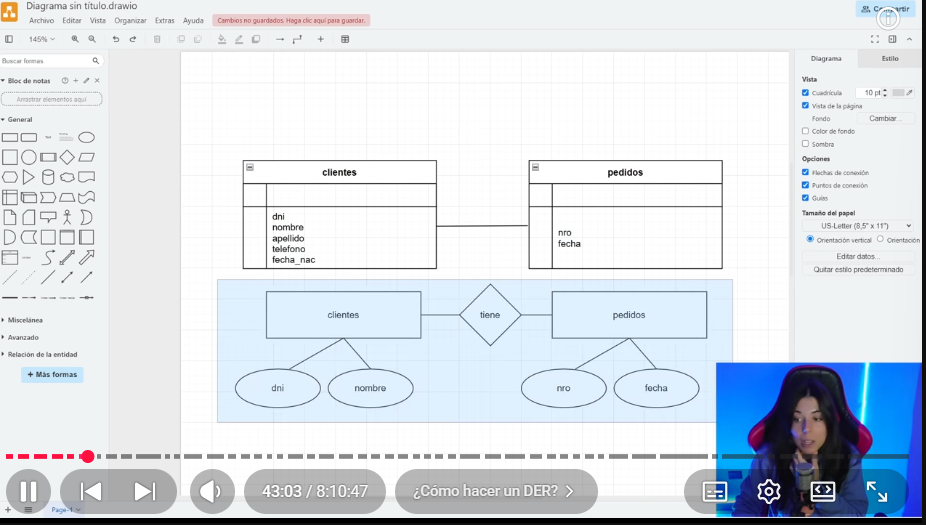 Diagrama sin título.drawio
Compartir
Archivo Editar Vista Organizar Extras Ayuda
Cambios no guardados. Haga clic aquí para guardar.
145%
Buscar formas
Bloc de notas
Arrastrar elementos aquí
General
Miscelánea
Avanzado
Relación de la entidad
+ Más formas
clientes
dni
nombre
apellido
telefono
fecha_nac
pedidos
nro
fecha
clientes
tiene
pedidos
dni
nombre
nro
fecha
Diagrama Estilo
Vista
Cuadrícula 10 pt
Vista de la página
Fondo Cambiar...
Color de fondo
Sombra
Opciones
Flechas de conexión
Puntos de conexión
Guías
Tamaño del papel
US-Letter (8,5" x 11")
Orientación vertical Orientación
Editar datos...
Quitar estilo predeterminado
43:03 / 8:10:47
¿Cómo hacer un DER?
Page-1